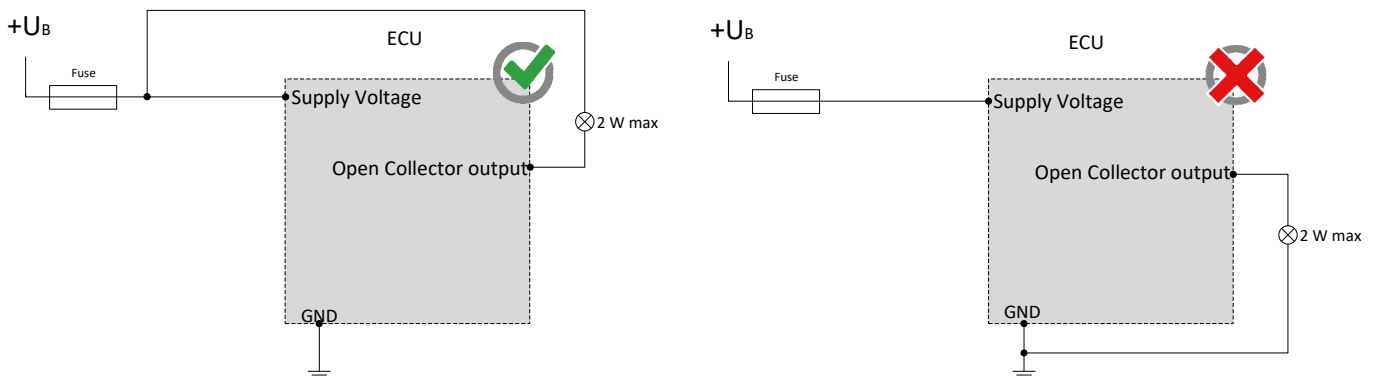 +UB
Fuse
ECU
Supply Voltage
2 W max
Open Collector output
GND
+UB
Fuse
ECU
Supply Voltage
Open Collector output
2 W max
GND